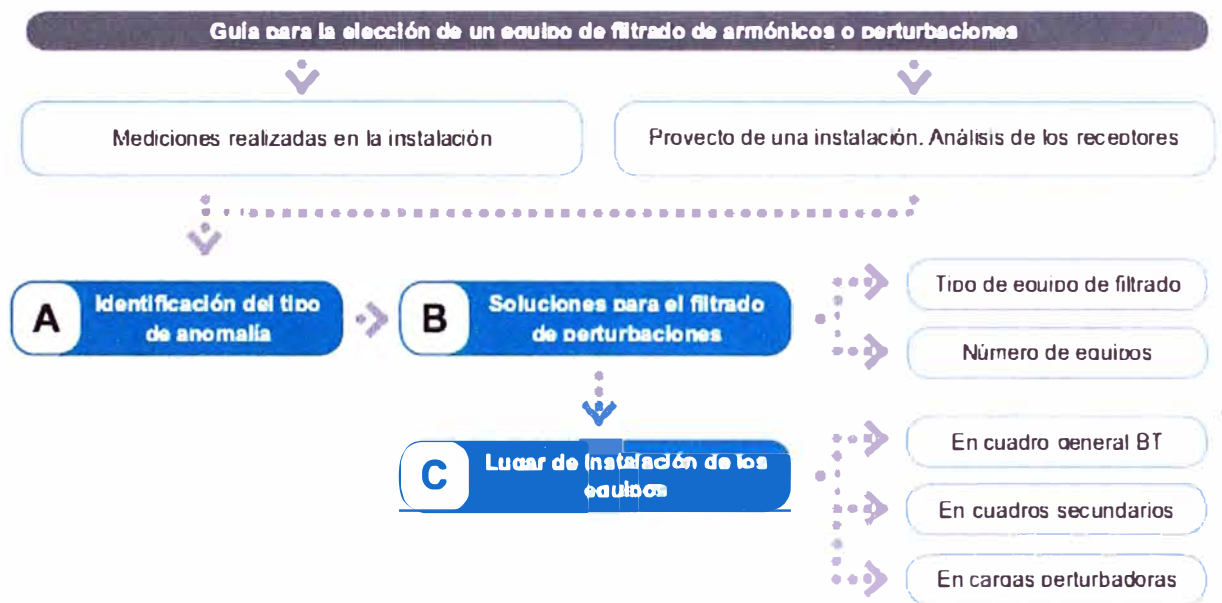 Guía para la elección de un equipo de filtrado de armónicos o perturbaciones
Mediciones realizadas en la instalación
Proyecto de una instalación. Análisis de los receptores
A
Identificación del tipo
de anomalía
B
Soluciones para el filtrado
de perturbaciones
Tipo de equipo de filtrado
Número de equipos
C
Lugar de instalación de los
equipos
En cuadro general BT
En cuadros secundarios
En cargas perturbadoras